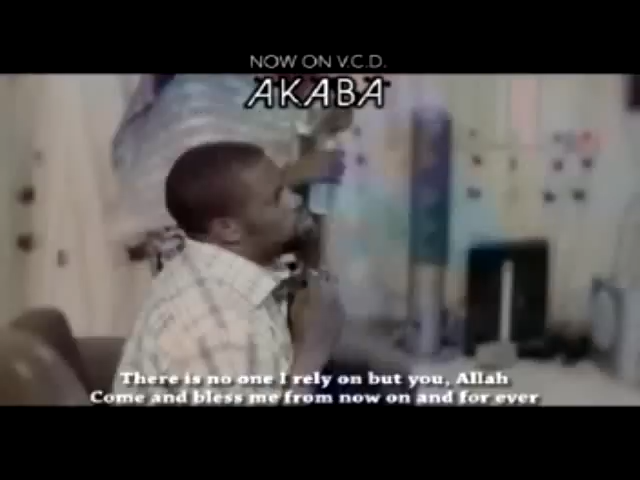 NOW ON V.C.D.
AKABA
There is no one I rely on but you, Allah
Come and bless me from now on and for ever